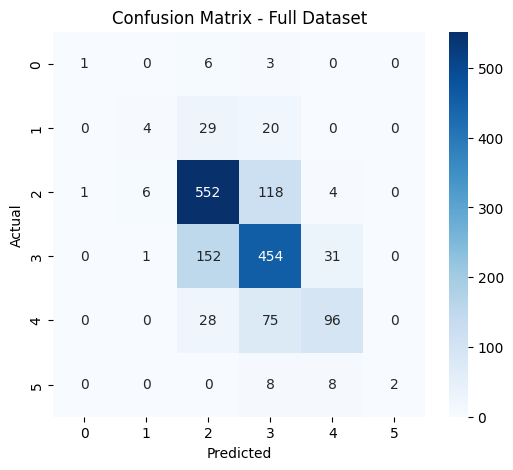 Confusion Matrix - Full Dataset
0 1 0 6 3 0 0
1 0 4 29 20 0 0
2 1 6 552 118 4 0
3 0 1 152 454 31 0
4 0 0 28 75 96 0
5 0 0 0 8 8 2
0 1 2 3 4 5
Predicted
Actual
500
400
300
200
100
0